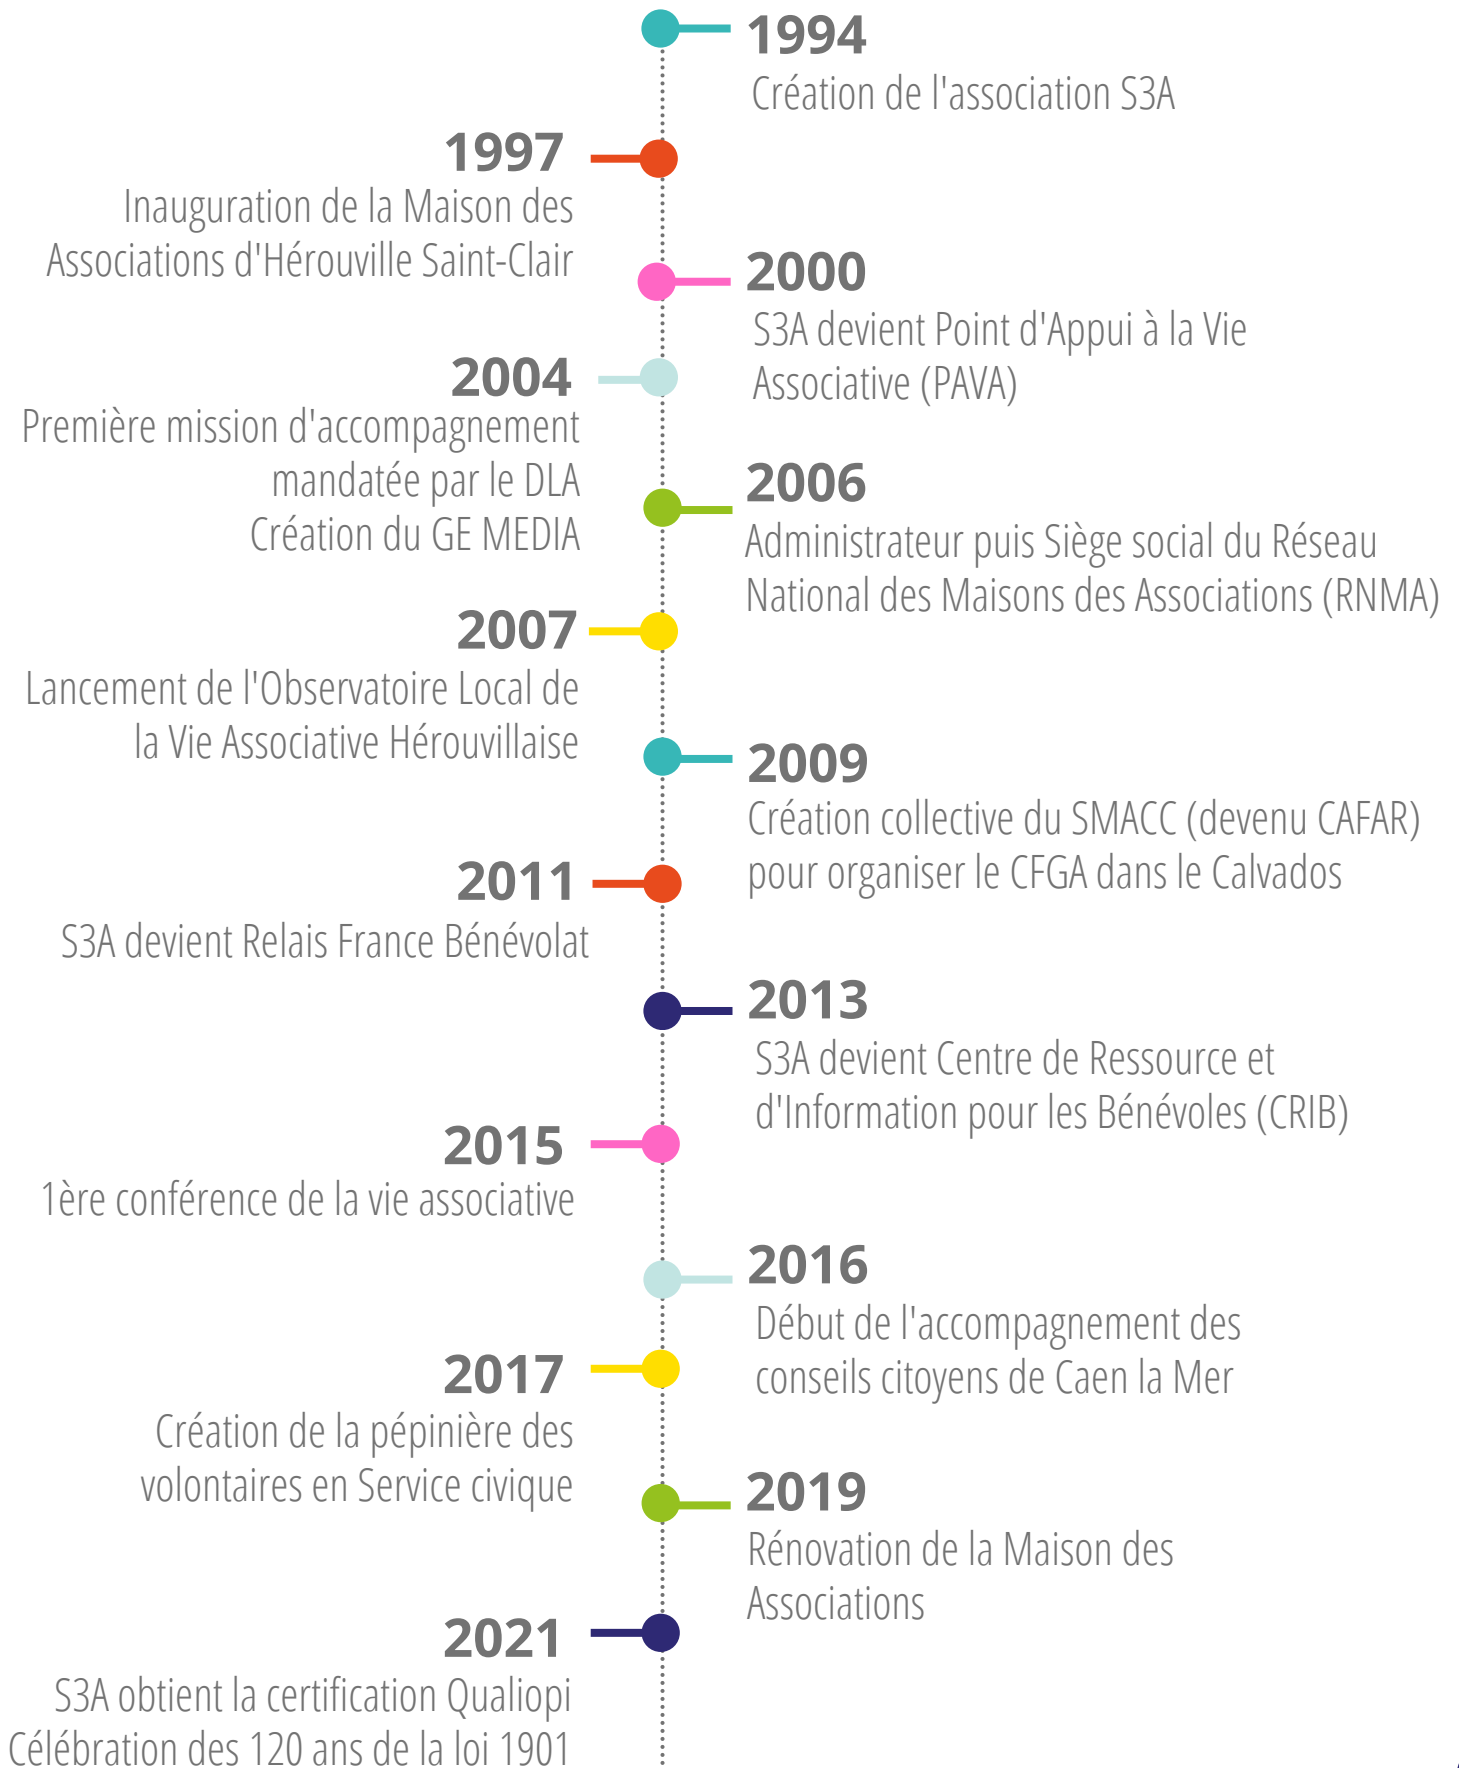 1994
Création de l'association S3A
1997
Inauguration de la Maison des
Associations d'Hérouville Saint-Clair
2000
S3A devient Point d'Appui à la Vie
Associative (PAVA)
2004
Première mission d'accompagnement
mandatée par le DLA
Création du GE MEDIA
2006
Administrateur puis Siège social du Réseau
National des Maisons des Associations (RNMA)
2007
Lancement de l'Observatoire Local de
la Vie Associative Hérouvillaise
2009
Création collective du SMACC (devenu CAFAR)
pour organiser le CFGA dans le Calvados
2011
S3A devient Relais France Bénévolat
2013
S3A devient Centre de Ressource et
d'Information pour les Bénévoles (CRIB)
2015
1ère conférence de la vie associative
2016
Début de l'accompagnement des
conseils citoyens de Caen la Mer
2017
Création de la pépinière des
volontaires en Service civique
2019
Rénovation de la Maison des
Associations
2021
S3A obtient la certification Qualiopi
Célébration des 120 ans de la loi 1901